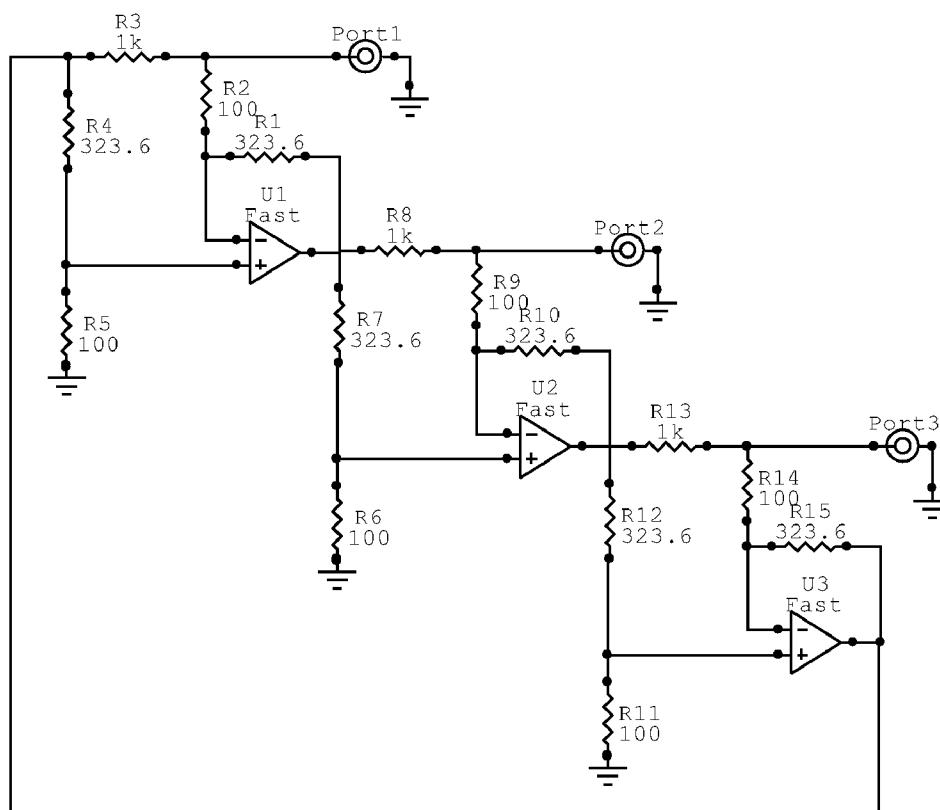 R3
1k
Port1
R2
100
R1
323.6
R4
323.6
U1
Fast
R8
1k
Port2
R9
100
R5
100
R7
323.6
R10
323.6
U2
Fast
R13
1k
Port3
R14
100
R6
100
R12
323.6
R15
323.6
U3
Fast
R11
100